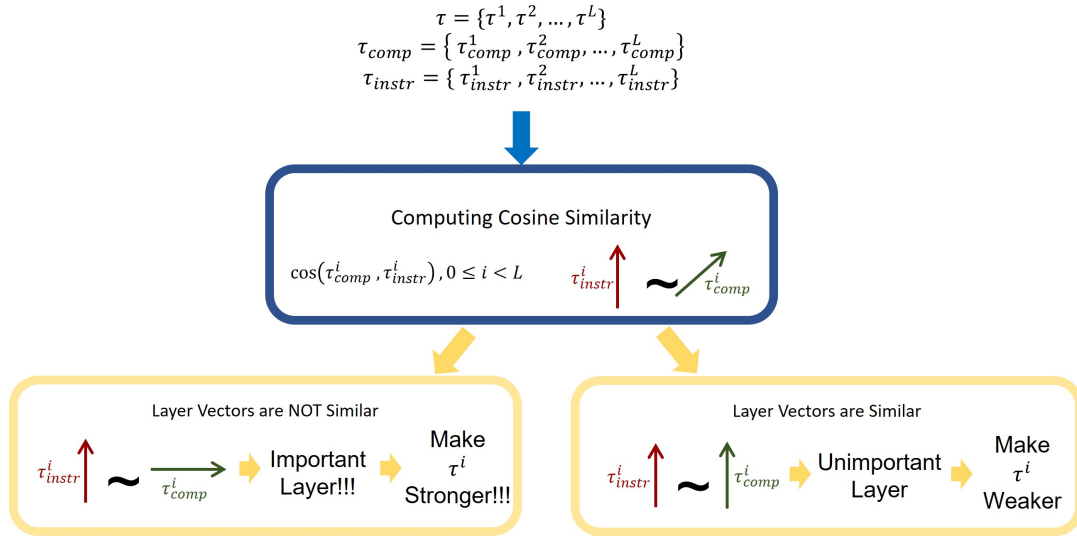 τ = {τ¹, τ², ..., τᴸ}
τ_comp = { τ¹_comp , τ²_comp, ..., τᴸ_comp}
τ_instr = { τ¹_instr , τ²_instr, ..., τᴸ_instr}
Computing Cosine Similarity
cos(τⁱ_comp , τⁱ_instr) , 0 ≤ i < L
τⁱ_instr ~ τⁱ_comp
Layer Vectors are NOT Similar
τⁱ_instr ~ τⁱ_comp
Important
Layer!!!
Make
τⁱ
Stronger!!!
Layer Vectors are Similar
τⁱ_instr ~ τⁱ_comp
Unimportant
Layer
Make
τⁱ
Weaker